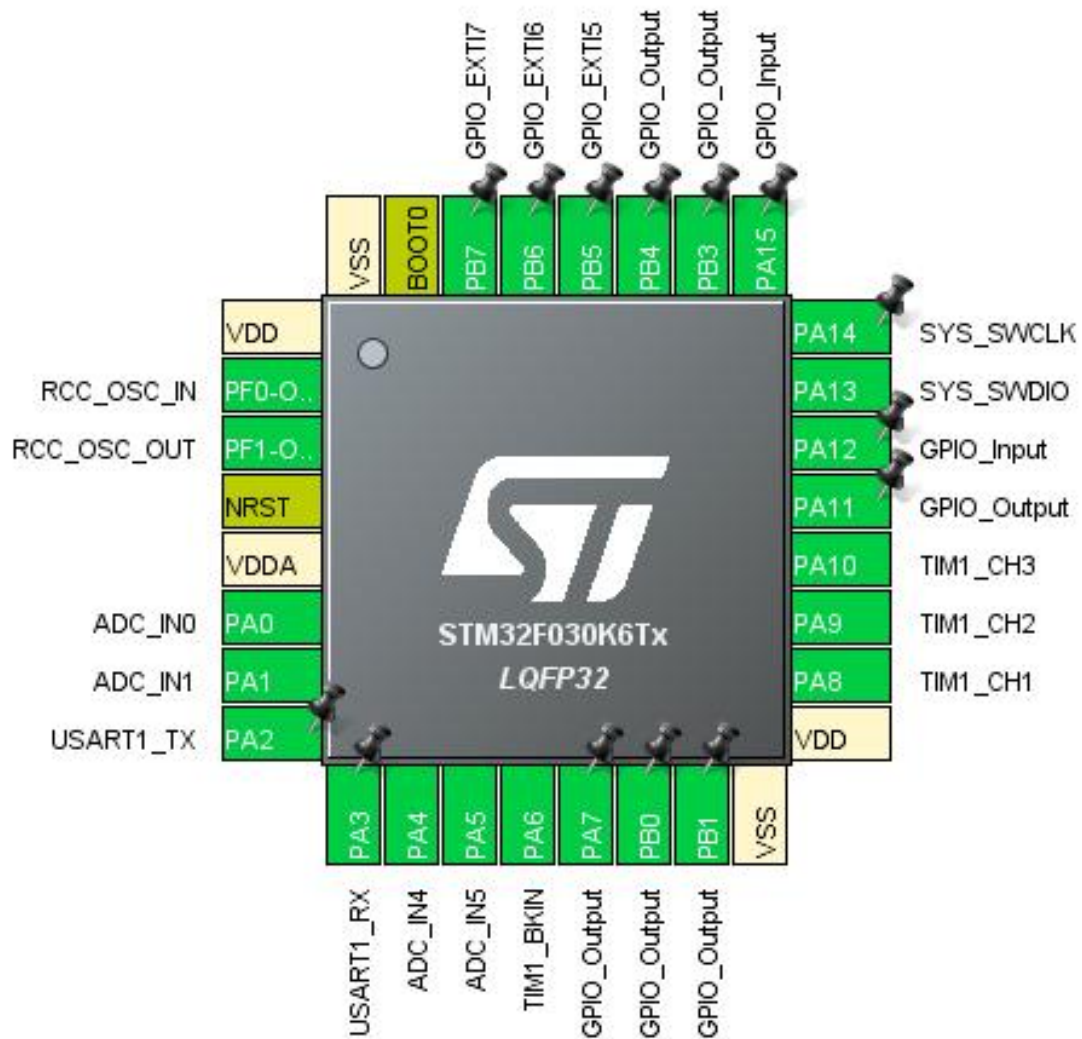 GPIO_EXTI7
GPIO_EXTI6
GPIO_EXTI5
GPIO_Output
GPIO_Output
GPIO_Input
VSS
BOOT0
PB7
PB6
PB5
PB4
PB3
PA15
VDD
RCC_OSC_IN PF0-O..
RCC_OSC_OUT PF1-O..
NRST
VDDA
ADC_IN0 PA0
ADC_IN1 PA1
USART1_TX PA2
ST
STM32F030K6Tx
LQFP32
PA14 SYS_SWCLK
PA13 SYS_SWDIO
PA12 GPIO_Input
PA11 GPIO_Output
PA10 TIM1_CH3
PA9 TIM1_CH2
PA8 TIM1_CH1
VDD
PA3
PA4
PA5
PA6
PA7
PB0
PB1
VSS
USART1_RX
ADC_IN4
ADC_IN5
TIM1_BKIN
GPIO_Output
GPIO_Output
GPIO_Output